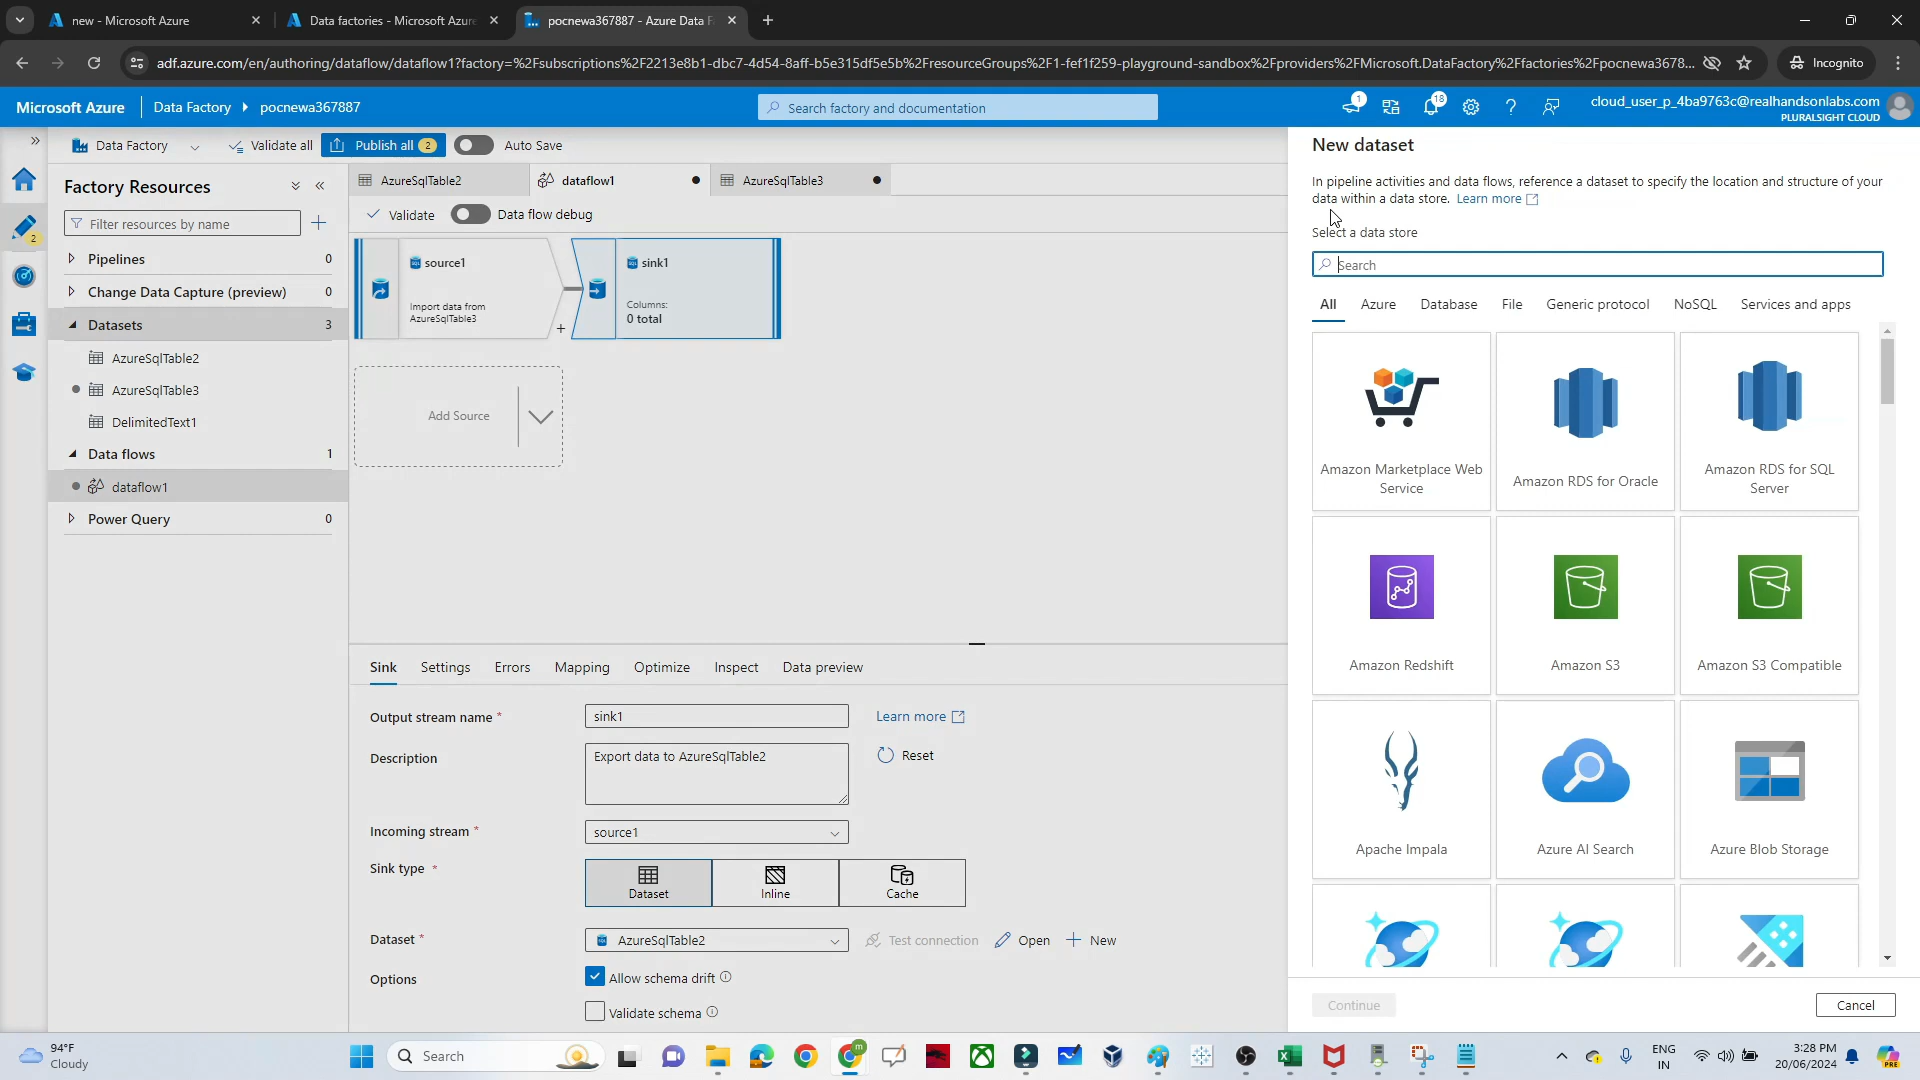 new - Microsoft Azure
Data factories - Microsoft Azure
pocnewa367887 - Azure Data F
adf.azure.com/en/authoring/dataflow/dataflow1?factory=%2Fsubscriptions%2F2213e8b1-dbc7-4d54-8aff-b5e315df5e5b%2FresourceGroups%2F1-fef1f259-playground-sandbox%2Fproviders%2FMicrosoft.DataFactory%2Ffactories%2Fpocnewa3678...
Incognito
Microsoft Azure
Data Factory
pocnewa367887
Search factory and documentation
1
18
cloud_user_p_4ba9763c@realhandsonlabs.com
PLURALSIGHT CLOUD
Data Factory
Validate all
Publish all 2
Auto Save
Factory Resources
Filter resources by name
2
Pipelines 0
Change Data Capture (preview) 0
Datasets 3
AzureSqlTable2
AzureSqlTable3
DelimitedText1
Data flows 1
dataflow1
Power Query 0
AzureSqlTable2
dataflow1
AzureSqlTable3
Validate
Data flow debug
source1
Import data from
AzureSqlTable3
+
sink1
Columns:
0 total
Add Source
Sink
Settings
Errors
Mapping
Optimize
Inspect
Data preview
Output stream name *
sink1
Learn more
Description
Export data to AzureSqlTable2
Reset
Incoming stream *
source1
Sink type *
Dataset
Inline
Cache
Dataset *
AzureSqlTable2
Test connection
Open
New
Options
Allow schema drift
Validate schema
New dataset
In pipeline activities and data flows, reference a dataset to specify the location and structure of your
data within a data store. Learn more
Select a data store
Search
All
Azure
Database
File
Generic protocol
NoSQL
Services and apps
Amazon Marketplace Web
Service
Amazon RDS for Oracle
Amazon RDS for SQL
Server
Amazon Redshift
Amazon S3
Amazon S3 Compatible
Apache Impala
Azure AI Search
Azure Blob Storage
Continue
Cancel
94°F
Cloudy
Search
m
ENG
IN
3:28 PM
20/06/2024
PRE